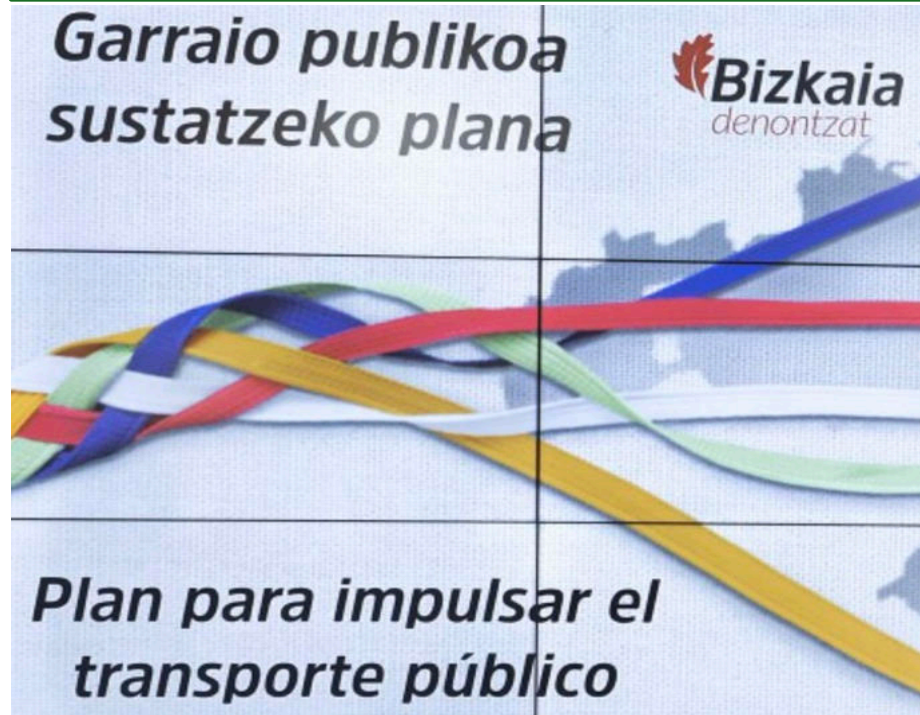 Garraio publikoa
sustatzeko plana
Bizkaia
denontzat
Plan para impulsar el
transporte público